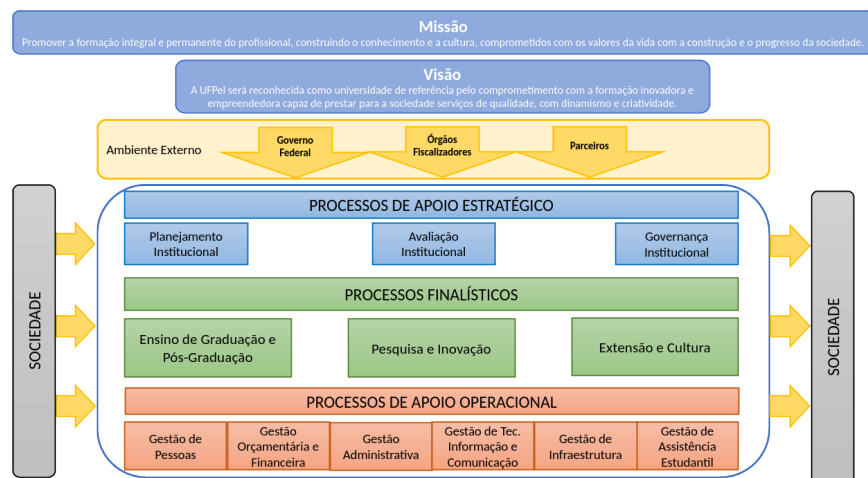 Missão
Promover a formação integral e permanente do profissional, construindo o conhecimento e a cultura, comprometidos com os valores da vida com a construção e o progresso da sociedade.
Visão
A UFPel será reconhecida como universidade de referência pelo comprometimento com a formação inovadora e
empreendedora capaz de prestar para a sociedade serviços de qualidade, com dinamismo e criatividade.
Ambiente Externo
Governo
Federal
Órgãos
Fiscalizadores
Parceiros
SOCIEDADE
PROCESSOS DE APOIO ESTRATÉGICO
Planejamento
Institucional
Avaliação
Institucional
Governança
Institucional
PROCESSOS FINALÍSTICOS
Ensino de Graduação e
Pós-Graduação
Pesquisa e Inovação
Extensão e Cultura
PROCESSOS DE APOIO OPERACIONAL
Gestão de
Pessoas
Gestão
Orçamentária e
Financeira
Gestão
Administrativa
Gestão de Tec.
Informação e
Comunicação
Gestão de
Infraestrutura
Gestão de
Assistência
Estudantil
SOCIEDADE